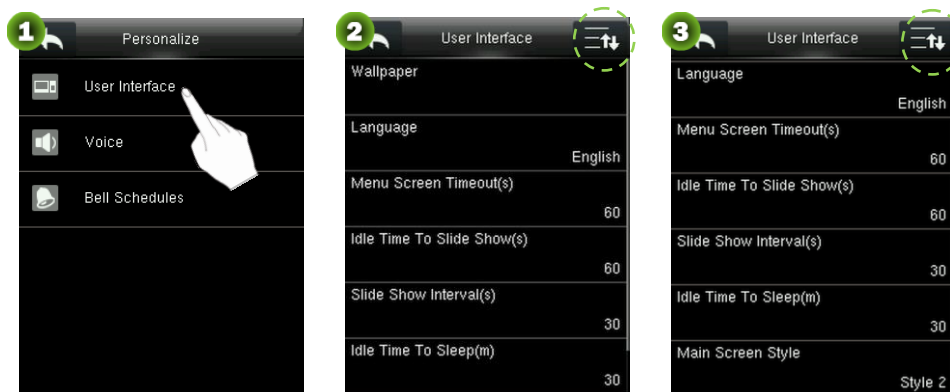 1
Personalize
User Interface
Voice
Bell Schedules
2
User Interface
Wallpaper
Language
English
Menu Screen Timeout(s)
60
Idle Time To Slide Show(s)
60
Slide Show Interval(s)
30
Idle Time To Sleep(m)
30
3
User Interface
Language
English
Menu Screen Timeout(s)
60
Idle Time To Slide Show(s)
60
Slide Show Interval(s)
30
Idle Time To Sleep(m)
30
Main Screen Style
Style 2